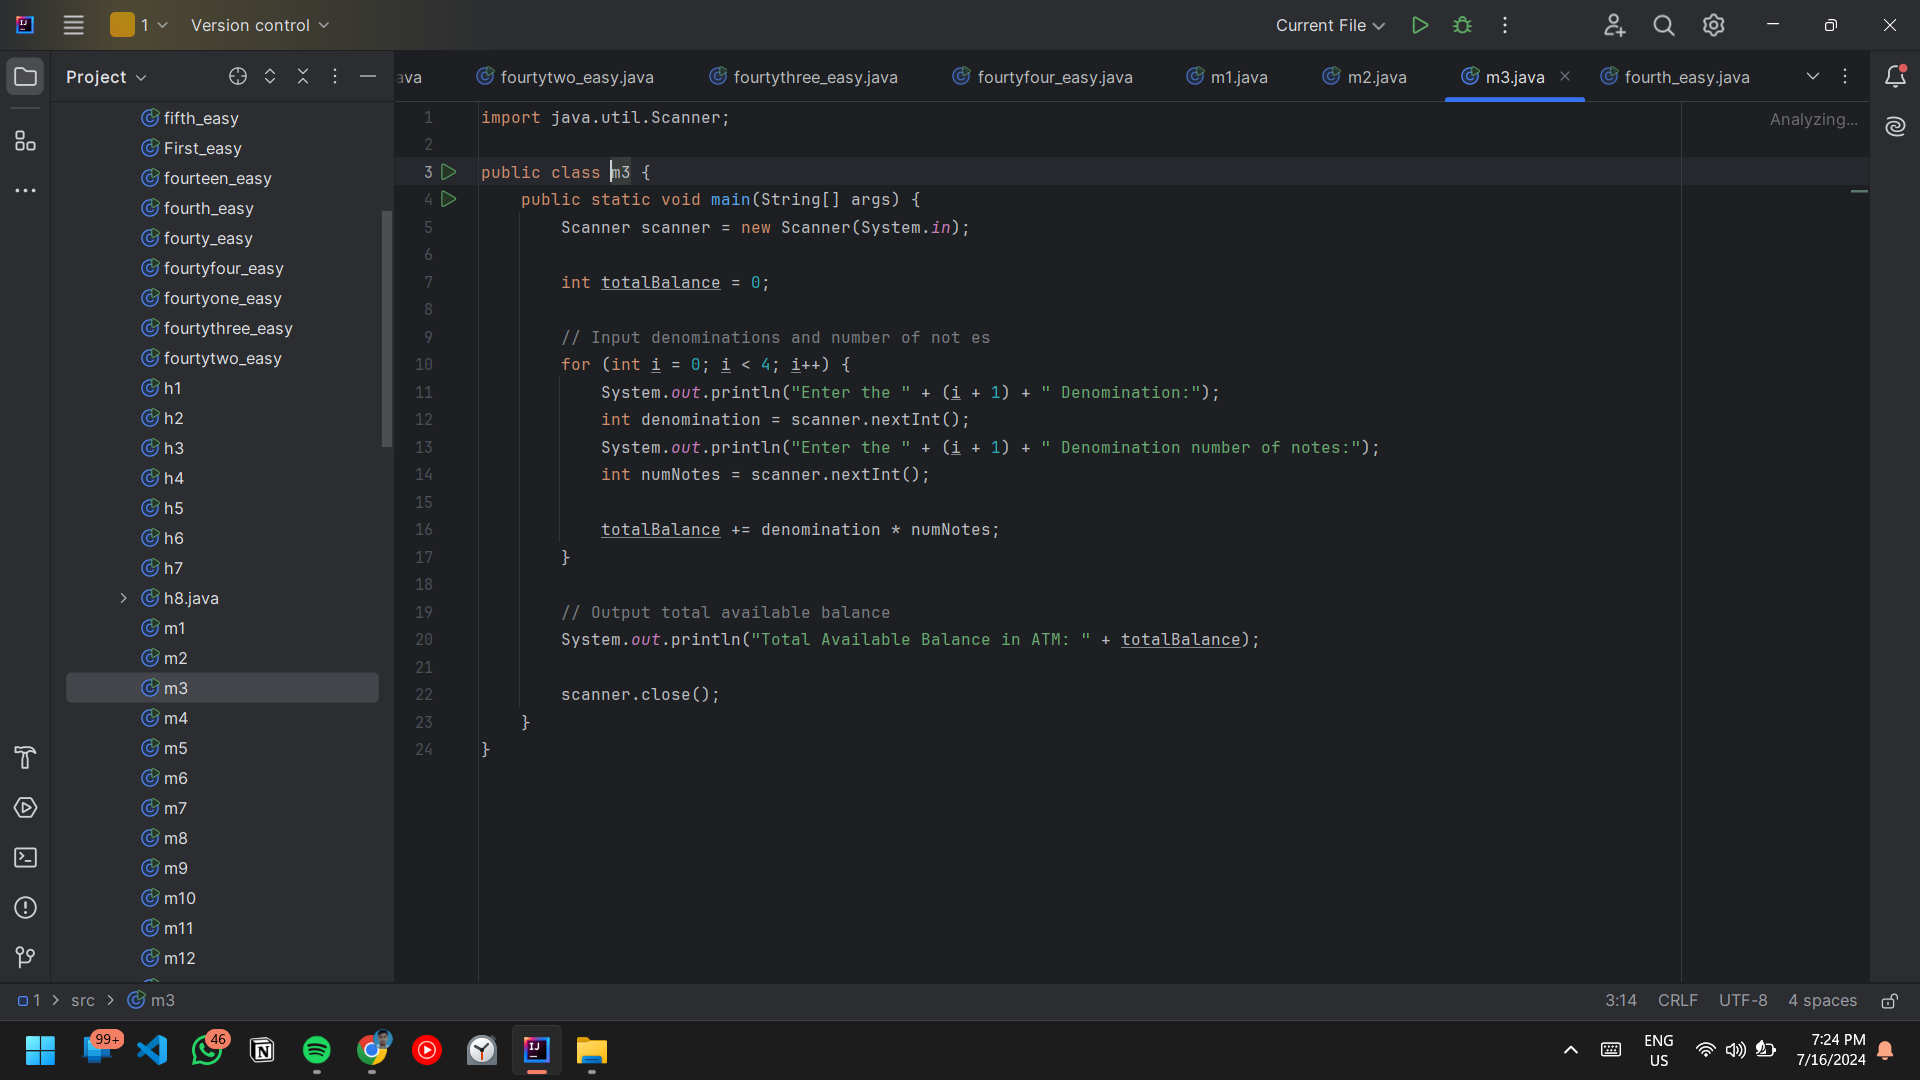 1
Version control
Current File
Project
ava
fourtytwo_easy.java
fourtythree_easy.java
fourtyfour_easy.java
m1.java
m2.java
m3.java
fourth_easy.java
fifth_easy
First_easy
fourteen_easy
fourth_easy
fourty_easy
fourtyfour_easy
fourtyone_easy
fourtythree_easy
fourtytwo_easy
h1
h2
h3
h4
h5
h6
h7
h8.java
m1
m2
m3
m4
m5
m6
m7
m8
m9
m10
m11
m12
Analyzing...
1 import java.util.Scanner;
2
3 public class m3 {
4 public static void main(String[] args) {
5 Scanner scanner = new Scanner(System.in);
6
7 int totalBalance = 0;
8
9 // Input denominations and number of not es
10 for (int i = 0; i < 4; i++) {
11 System.out.println("Enter the " + (i + 1) + " Denomination:");
12 int denomination = scanner.nextInt();
13 System.out.println("Enter the " + (i + 1) + " Denomination number of notes:");
14 int numNotes = scanner.nextInt();
15
16 totalBalance += denomination * numNotes;
17 }
18
19 // Output total available balance
20 System.out.println("Total Available Balance in ATM: " + totalBalance);
21
22 scanner.close();
23 }
24 }
1 > src > m3
3:14 CRLF UTF-8 4 spaces
99+
46
IJ
ENG
US
7:24 PM
7/16/2024